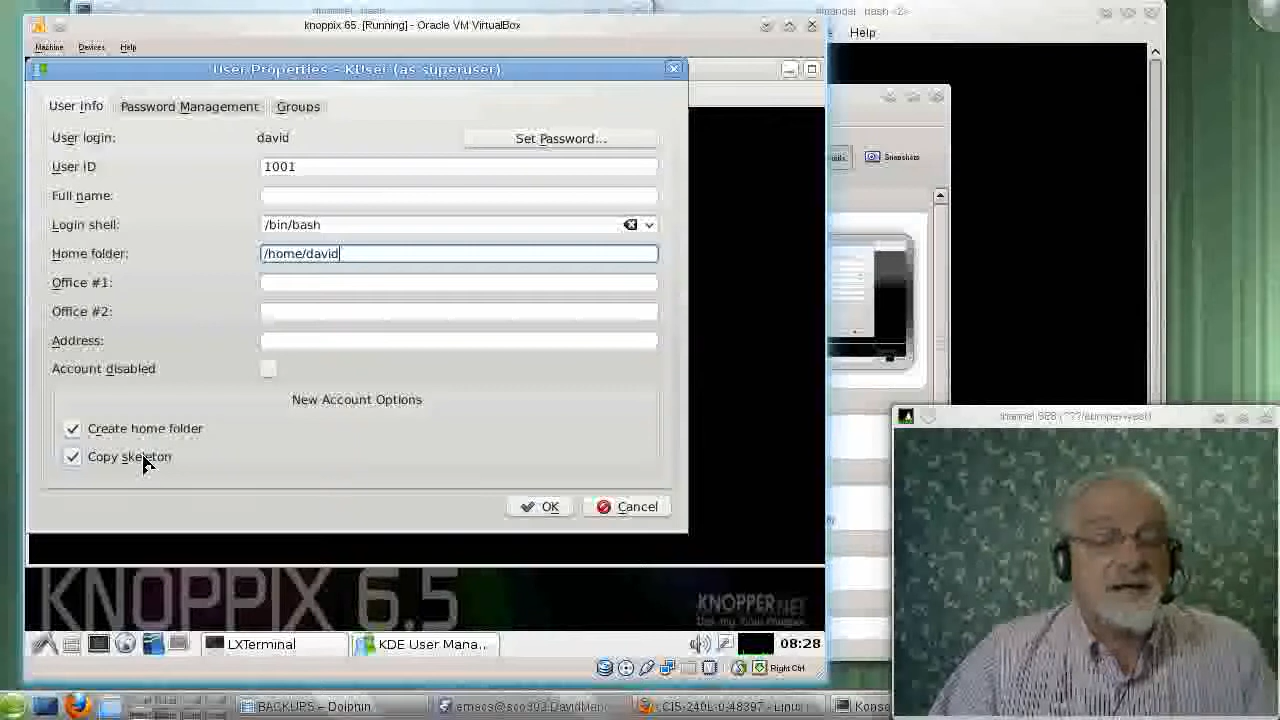 knoppix 65 [Running] - Oracle VM VirtualBox
Machine Devices Help
Help
User Properties – KUser (as superuser)
User Info Password Management Groups
User login: david Set Password...
User ID 1001
Full name:
Login shell: /bin/bash
Home folder: /home/david
Office #1:
Office #2:
Address:
Account disabled
New Account Options
Create home folder
Copy skeleton
OK Cancel
Snapshots
KNOPPIX 6.5
KNOPPER.NET
LXTerminal KDE User Mana... 08:28
Right Ctrl
BACKUPS – Dolphin